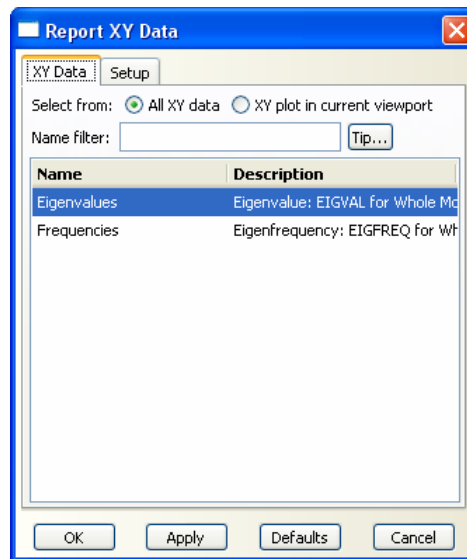 Report XY Data
XY Data Setup
Select from: All XY data XY plot in current viewport
Name filter: Tip...
Name Description
Eigenvalues Eigenvalue: EIGVAL for Whole Mo
Frequencies Eigenfrequency: EIGFREQ for Wh
OK Apply Defaults Cancel